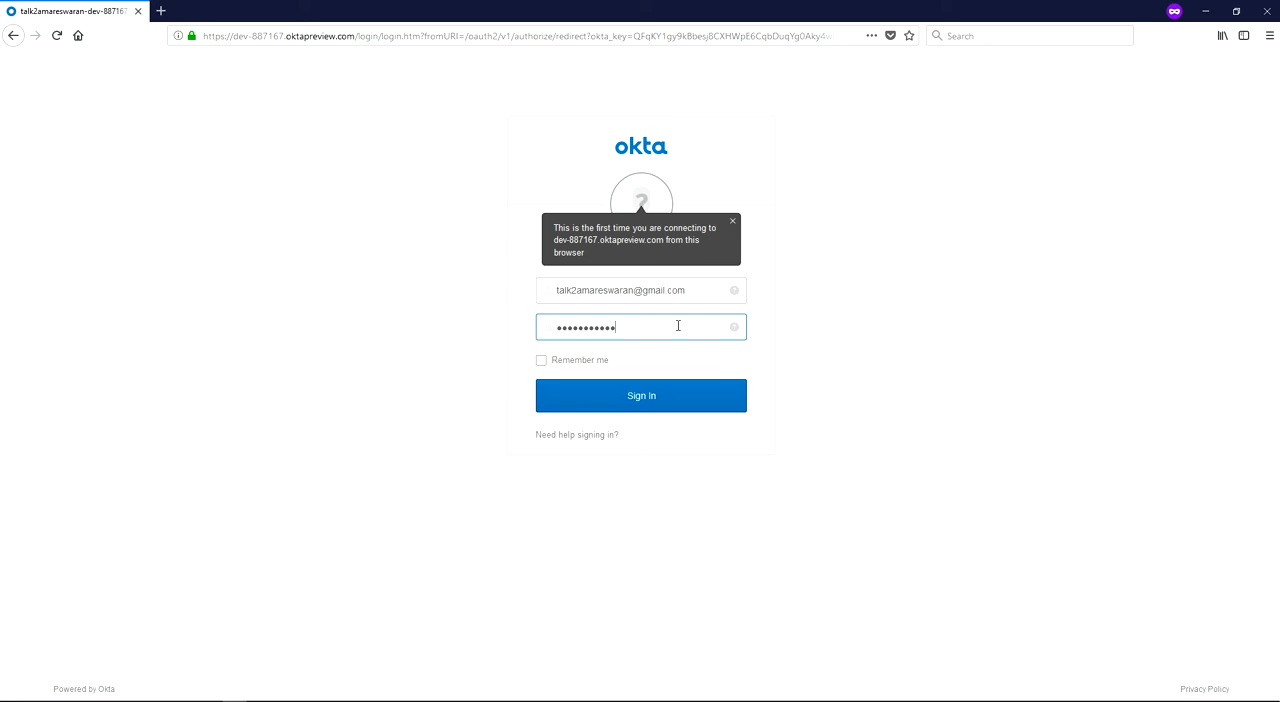 talk2amareswaran-dev-887167
https://dev-887167.oktapreview.com/login/login.htm?fromURI=/oauth2/v1/authorize/redirect?okta_key=QFqKY1gy9kBbesj8CXHWpE6CqbDuqYg0Aky4w
Search
okta
?
This is the first time you are connecting to
dev-887167.oktapreview.com from this
browser
talk2amareswaran@gmail.com
Remember me
Sign In
Need help signing in?
Powered by Okta
Privacy Policy